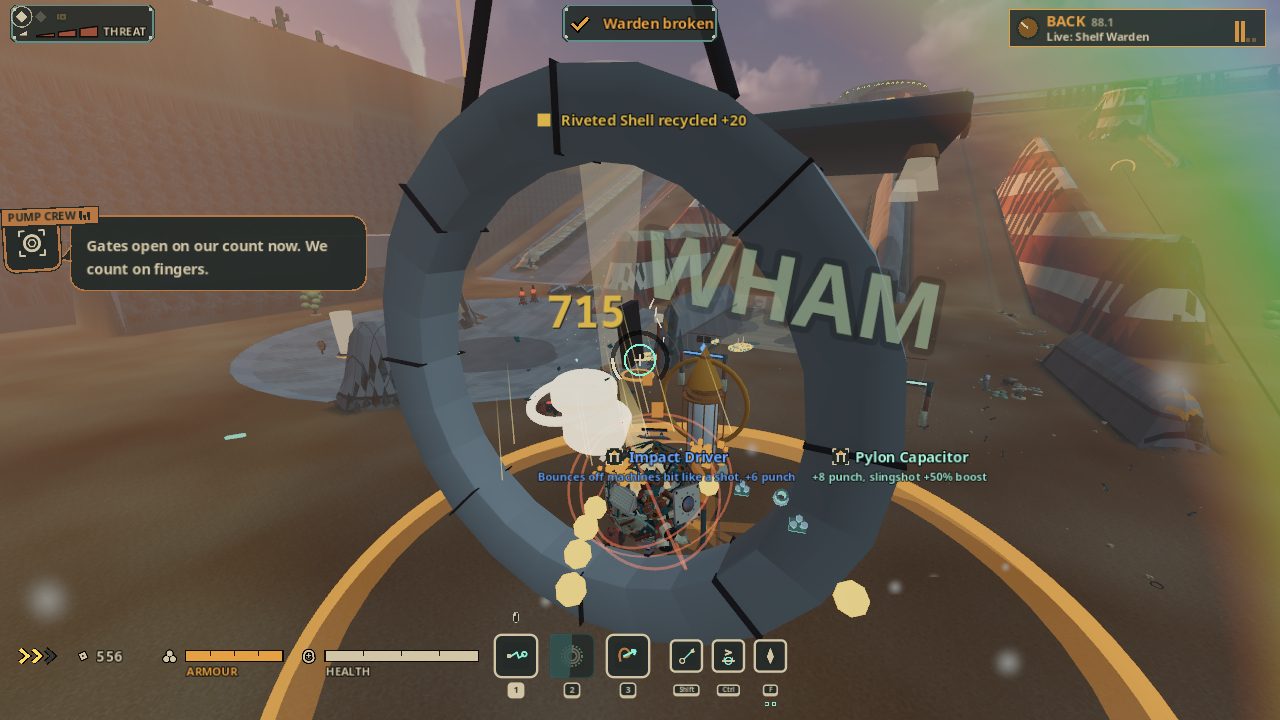 THREAT
Warden broken
BACK 88.1
Live: Shelf Warden
Riveted Shell recycled +20
PUMP CREW
Gates open on our count now. We
count on fingers.
WHAM
715
Impact Driver
Bounces off machines hit like a shot, +6 punch
Pylon Capacitor
+8 punch, slingshot +50% boost
556
ARMOUR
HEALTH
1
2
3
Shift
Ctrl
F